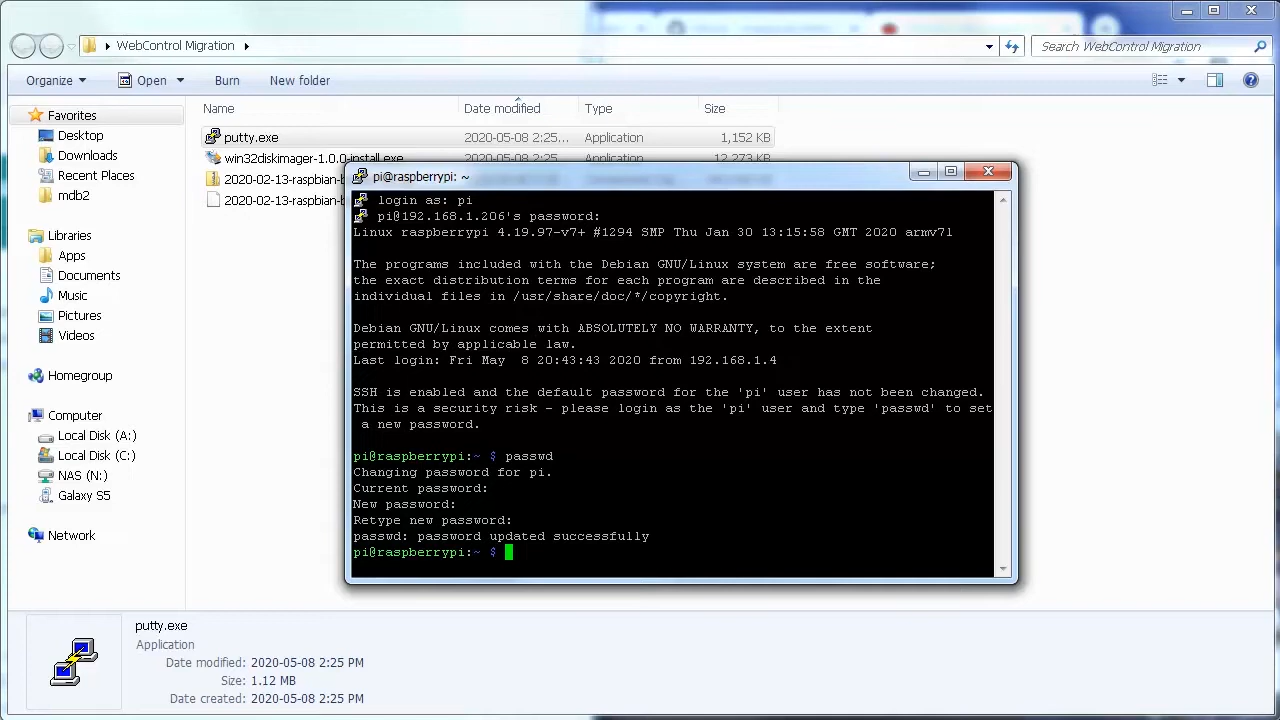 WebControl Migration
Search WebControl Migration
Organize Open Burn New folder
Name Date modified Type Size
Favorites
Desktop
Downloads
Recent Places
mdb2
Libraries
Apps
Documents
Music
Pictures
Videos
Homegroup
Computer
Local Disk (A:)
Local Disk (C:)
NAS (N:)
Galaxy S5
Network
putty.exe 2020-05-08 2:25... Application 1,152 KB
win32diskimager-1.0.0-install.exe 2020-05-08 2:25... Application 12,273 KB
2020-02-13-raspbian-b
2020-02-13-raspbian-b
pi@raspberrypi: ~
login as: pi
pi@192.168.1.206's password:
Linux raspberrypi 4.19.97-v7+ #1294 SMP Thu Jan 30 13:15:58 GMT 2020 armv7l
The programs included with the Debian GNU/Linux system are free software;
the exact distribution terms for each program are described in the
individual files in /usr/share/doc/*/copyright.
Debian GNU/Linux comes with ABSOLUTELY NO WARRANTY, to the extent
permitted by applicable law.
Last login: Fri May  8 20:43:43 2020 from 192.168.1.4
SSH is enabled and the default password for the 'pi' user has not been changed.
This is a security risk - please login as the 'pi' user and type 'passwd' to set
a new password.
pi@raspberrypi:~ $ passwd
Changing password for pi.
Current password:
New password:
Retype new password:
passwd: password updated successfully
pi@raspberrypi:~ $
putty.exe
Application
Date modified: 2020-05-08 2:25 PM
Size: 1.12 MB
Date created: 2020-05-08 2:25 PM